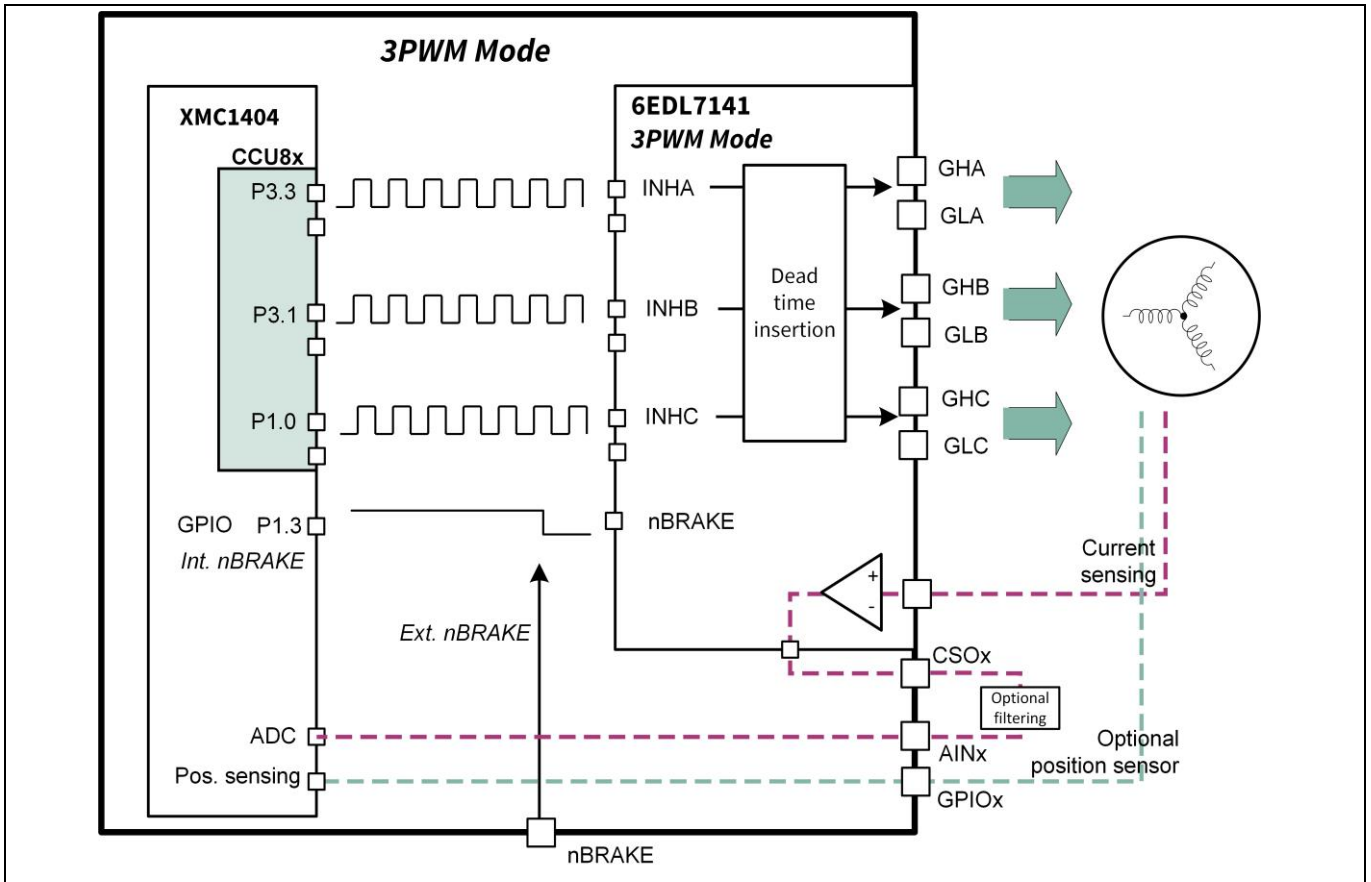 3PWM Mode
XMC1404
CCU8x
P3.3
P3.1
P1.0
GPIO P1.3
Int. nBRAKE
ADC
Pos. sensing
6EDL7141
3PWM Mode
INHA
INHB
INHC
nBRAKE
Dead
time
insertion
GHA
GLA
GHB
GLB
GHC
GLC
Ext. nBRAKE
+
-
Current
sensing
CSOx
Optional
filtering
AINx
Optional
position sensor
GPIOx
nBRAKE